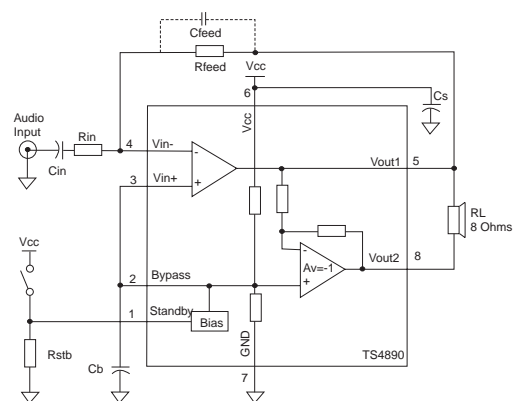 Cfeed
Rfeed
Vcc
6
Cs
Vcc
Audio
Input
Rin
4
Vin-
-
Vout1
5
Cin
3
Vin+
+
RL
8 Ohms
Vcc
-
Vout2
8
Av=-1
+
2
Bypass
1
Standby
Bias
Rstb
Cb
GND
TS4890
7